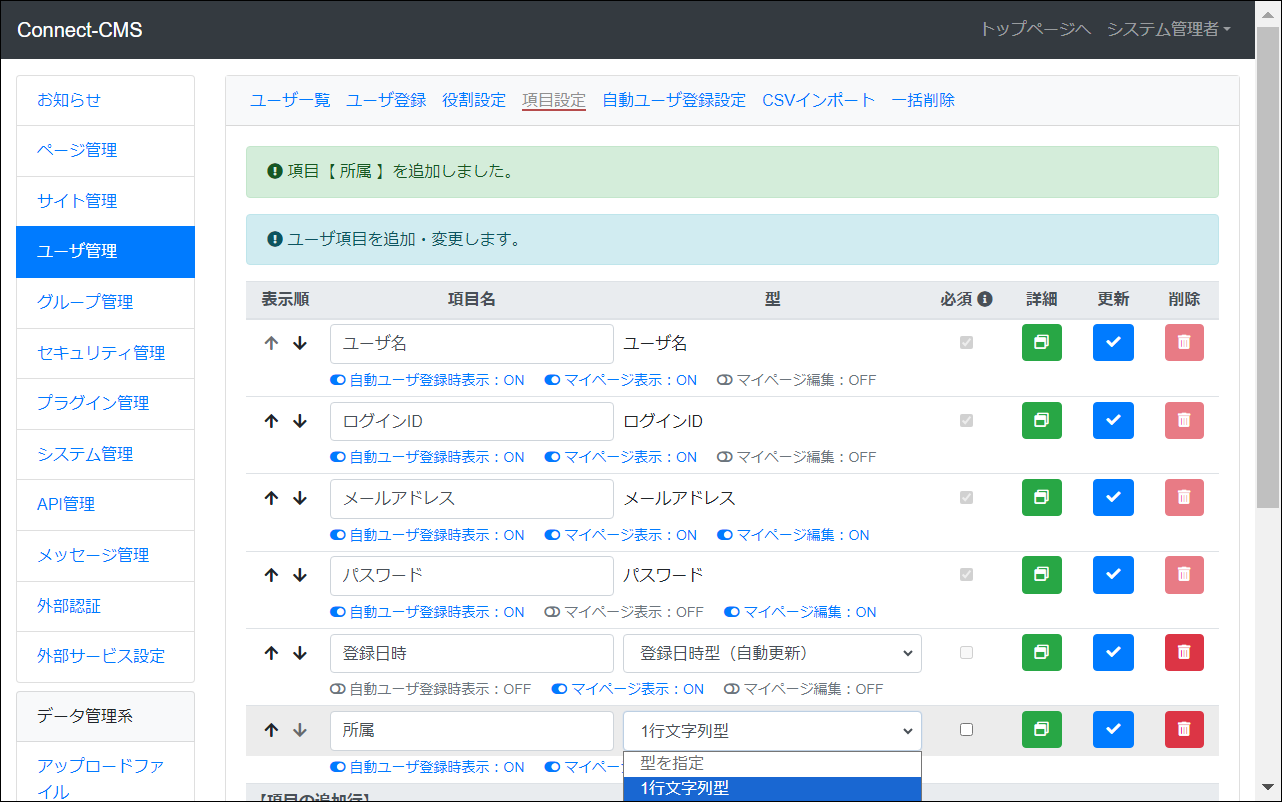 Connect-CMS
トップページへ システム管理者
お知らせ
ページ管理
サイト管理
ユーザ管理
グループ管理
セキュリティ管理
プラグイン管理
システム管理
API管理
メッセージ管理
外部認証
外部サービス設定
データ管理系
アップロードファ
イル
ユーザ一覧 ユーザ登録 役割設定 項目設定 自動ユーザ登録設定 CSVインポート 一括削除
項目【 所属 】を追加しました。
ユーザ項目を追加・変更します。
表示順 項目名 型 必須 詳細 更新 削除
ユーザ名 ユーザ名
自動ユーザ登録時表示：ON マイページ表示：ON マイページ編集：OFF
ログインID ログインID
自動ユーザ登録時表示：ON マイページ表示：ON マイページ編集：OFF
メールアドレス メールアドレス
自動ユーザ登録時表示：ON マイページ表示：ON マイページ編集：ON
パスワード パスワード
自動ユーザ登録時表示：ON マイページ表示：OFF マイページ編集：ON
登録日時 登録日時型（自動更新）
自動ユーザ登録時表示：OFF マイページ表示：ON マイページ編集：OFF
所属 1行文字列型
自動ユーザ登録時表示：ON マイペー
型を指定
1行文字列型
【項目の追加行】